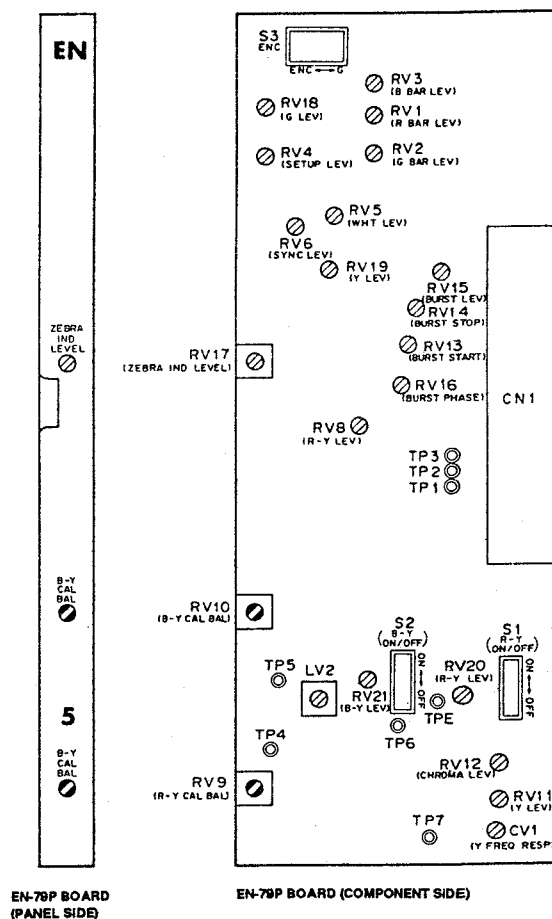 EN
ZEBRA
IND
LEVEL
B-Y
CAL
BAL
5
B-Y
CAL
BAL
EN-79P BOARD
(PANEL SIDE)
S3
ENC
ENC ←→ G
RV3
(B BAR LEV)
RV18
(G LEV)
RV1
(R BAR LEV)
RV4
(SETUP LEV)
RV2
(G BAR LEV)
RV5
(WHT LEV)
RV6
(SYNC LEV)
RV19
(Y LEV)
RV15
(BURST LEV)
RV14
(BURST STOP)
RV17
(ZEBRA IND LEVEL)
RV13
(BURST START)
RV16
(BURST PHASE)
CN1
RV8
(R-Y LEV)
TP3
TP2
TP1
RV10
(B-Y CAL BAL)
S2
(B-Y
ON/OFF)
ON ←→ OFF
S1
(R-Y
ON/OFF)
ON ←→ OFF
TP5
LV2
RV21
(B-Y LEV)
RV20
(R-Y LEV)
TPE
TP6
TP4
RV12
(CHROMA LEV)
RV9
(R-Y CAL BAL)
RV11
(Y LEV)
TP7
CV1
(Y FREQ RESP)
EN-79P BOARD (COMPONENT SIDE)